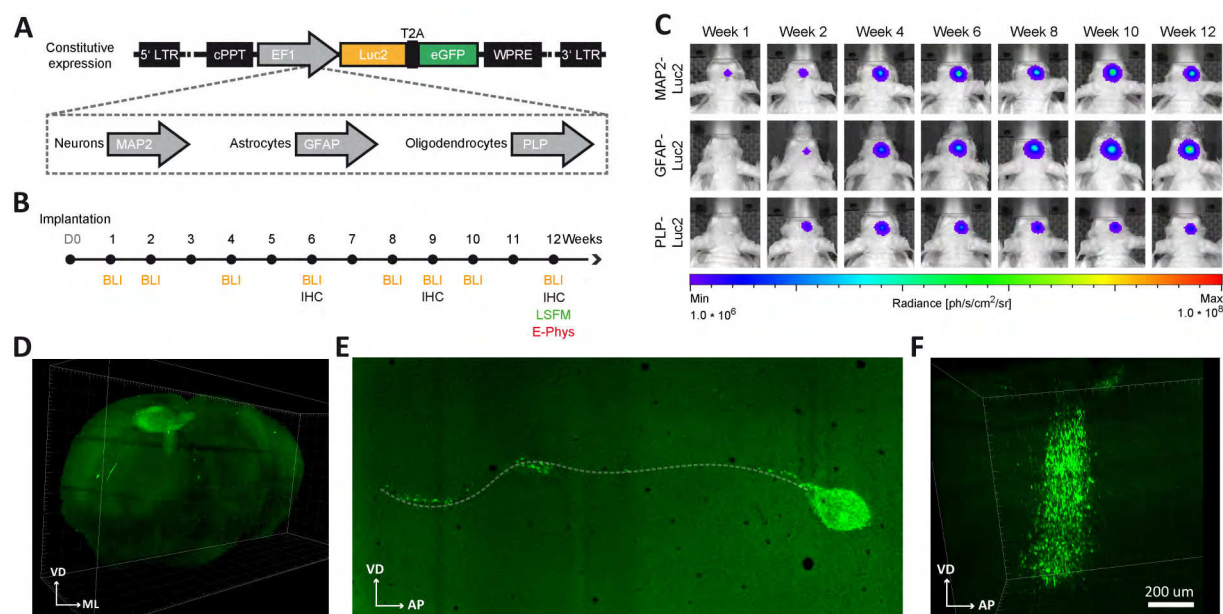 A
Constitutive
expression
5' LTR
cPPT
EF1
Luc2
T2A
eGFP
WPRE
3' LTR
Neurons
MAP2
Astrocytes
GFAP
Oligodendrocytes
PLP
B
Implantation
D0 1 2 3 4 5 6 7 8 9 10 11 12 Weeks
BLI BLI BLI BLI BLI BLI BLI BLI
IHC IHC IHC
LSFM
E-Phys
C
Week 1 Week 2 Week 4 Week 6 Week 8 Week 10 Week 12
MAP2-
Luc2
GFAP-
Luc2
PLP-
Luc2
Min
1.0 * 10⁶
Radiance [ph/s/cm²/sr]
Max
1.0 * 10⁸
D
VD
ML
E
VD
AP
F
VD
AP
200 um